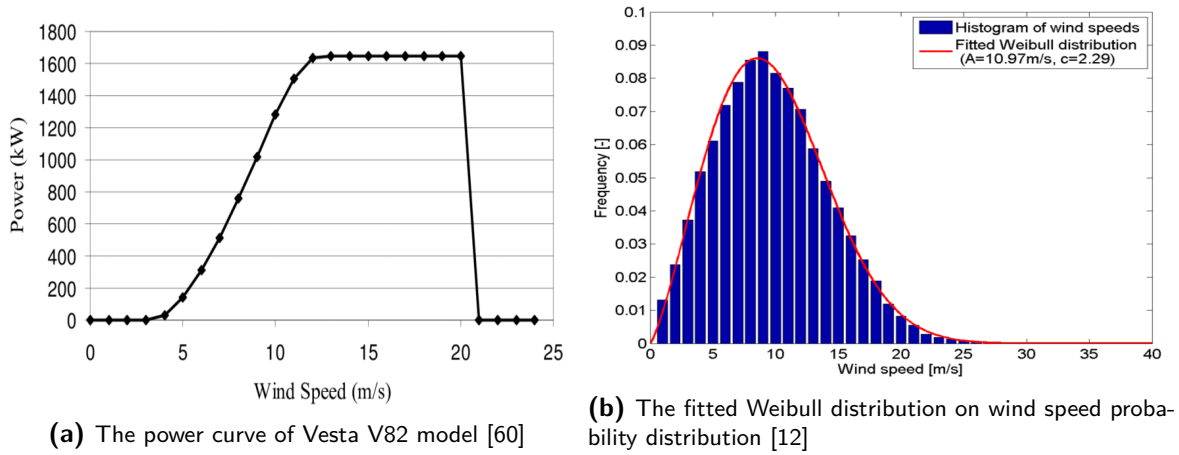 1800
1600
1400
1200
1000
800
600
400
200
0
Power (kW)
0 5 10 15 20 25
Wind Speed (m/s)
(a) The power curve of Vesta V82 model [60]
0.1
0.09
0.08
0.07
0.06
0.05
0.04
0.03
0.02
0.01
0
Frequency [-]
Histogram of wind speeds
Fitted Weibull distribution
(A=10.97m/s, c=2.29)
0 5 10 15 20 25 30 35 40
Wind speed [m/s]
(b) The fitted Weibull distribution on wind speed proba-
bility distribution [12]